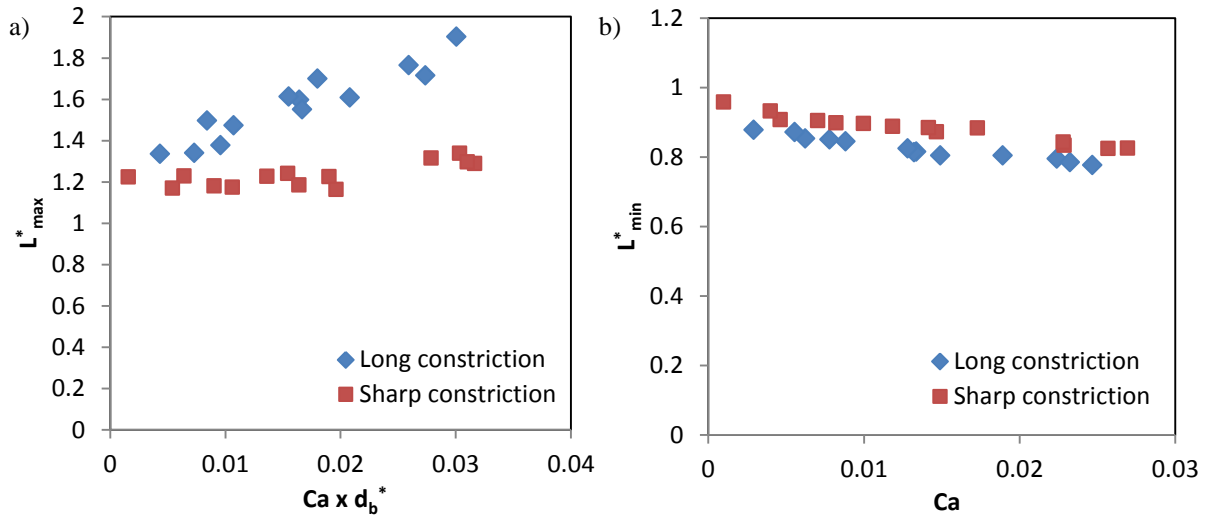 a)
2
1.8
1.6
1.4
1.2
1
0.8
0.6
0.4
0.2
0
L*max
Long constriction
Sharp constriction
0 0.01 0.02 0.03 0.04
Ca x db*
b)
1.2
1
0.8
0.6
0.4
0.2
0
L*min
Long constriction
Sharp constriction
0 0.01 0.02 0.03
Ca